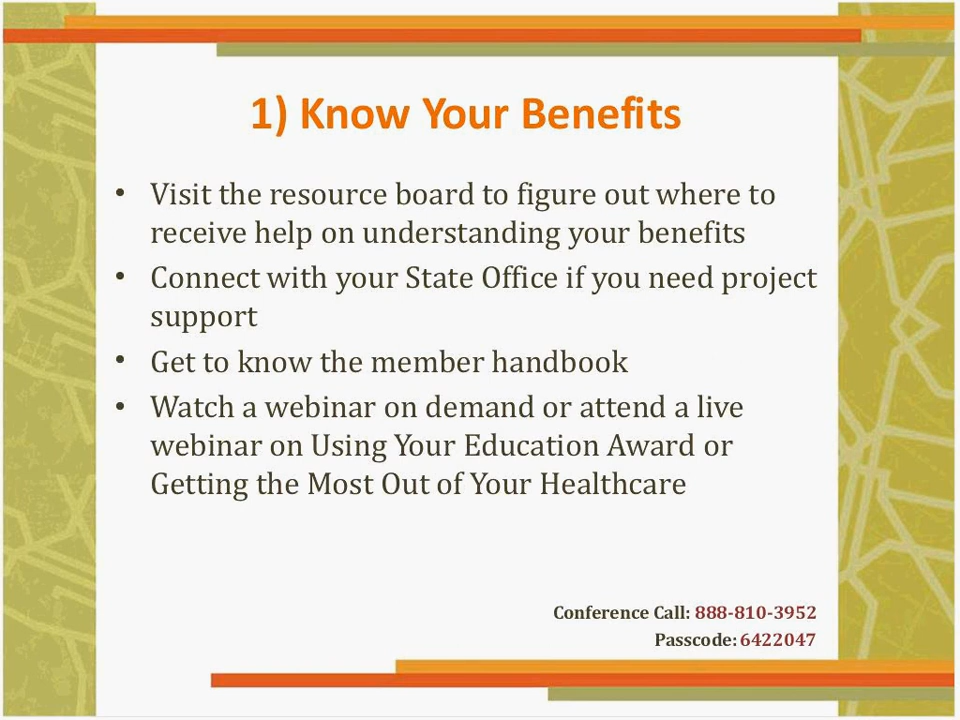 1) Know Your Benefits
• Visit the resource board to figure out where to
receive help on understanding your benefits
• Connect with your State Office if you need project
support
• Get to know the member handbook
• Watch a webinar on demand or attend a live
webinar on Using Your Education Award or
Getting the Most Out of Your Healthcare
Conference Call: 888-810-3952
Passcode: 6422047